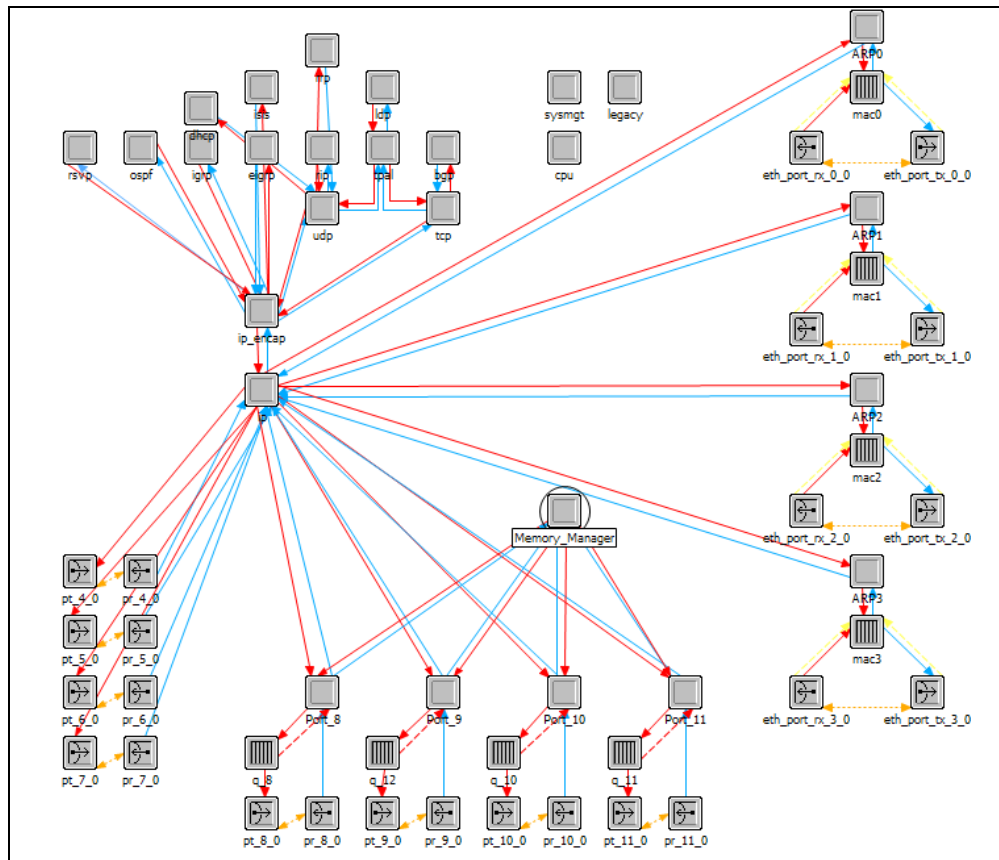 ARP0
ftp
isis
ldp
sysmgt
legacy
mac0
dhcp
rsvp
ospf
igrp
eigrp
rip
tpal
bgp
cpu
eth_port_rx_0_0
eth_port_tx_0_0
udp
tcp
ARP1
mac1
ip_encap
eth_port_rx_1_0
eth_port_tx_1_0
ip
ARP2
mac2
Memory_Manager
eth_port_rx_2_0
eth_port_tx_2_0
pt_4_0
pr_4_0
ARP3
pt_5_0
pr_5_0
mac3
pt_6_0
pr_6_0
Port_8
Port_9
Port_10
Port_11
eth_port_rx_3_0
eth_port_tx_3_0
pt_7_0
pr_7_0
q_8
q_12
q_10
q_11
pt_8_0
pr_8_0
pt_9_0
pr_9_0
pt_10_0
pr_10_0
pt_11_0
pr_11_0